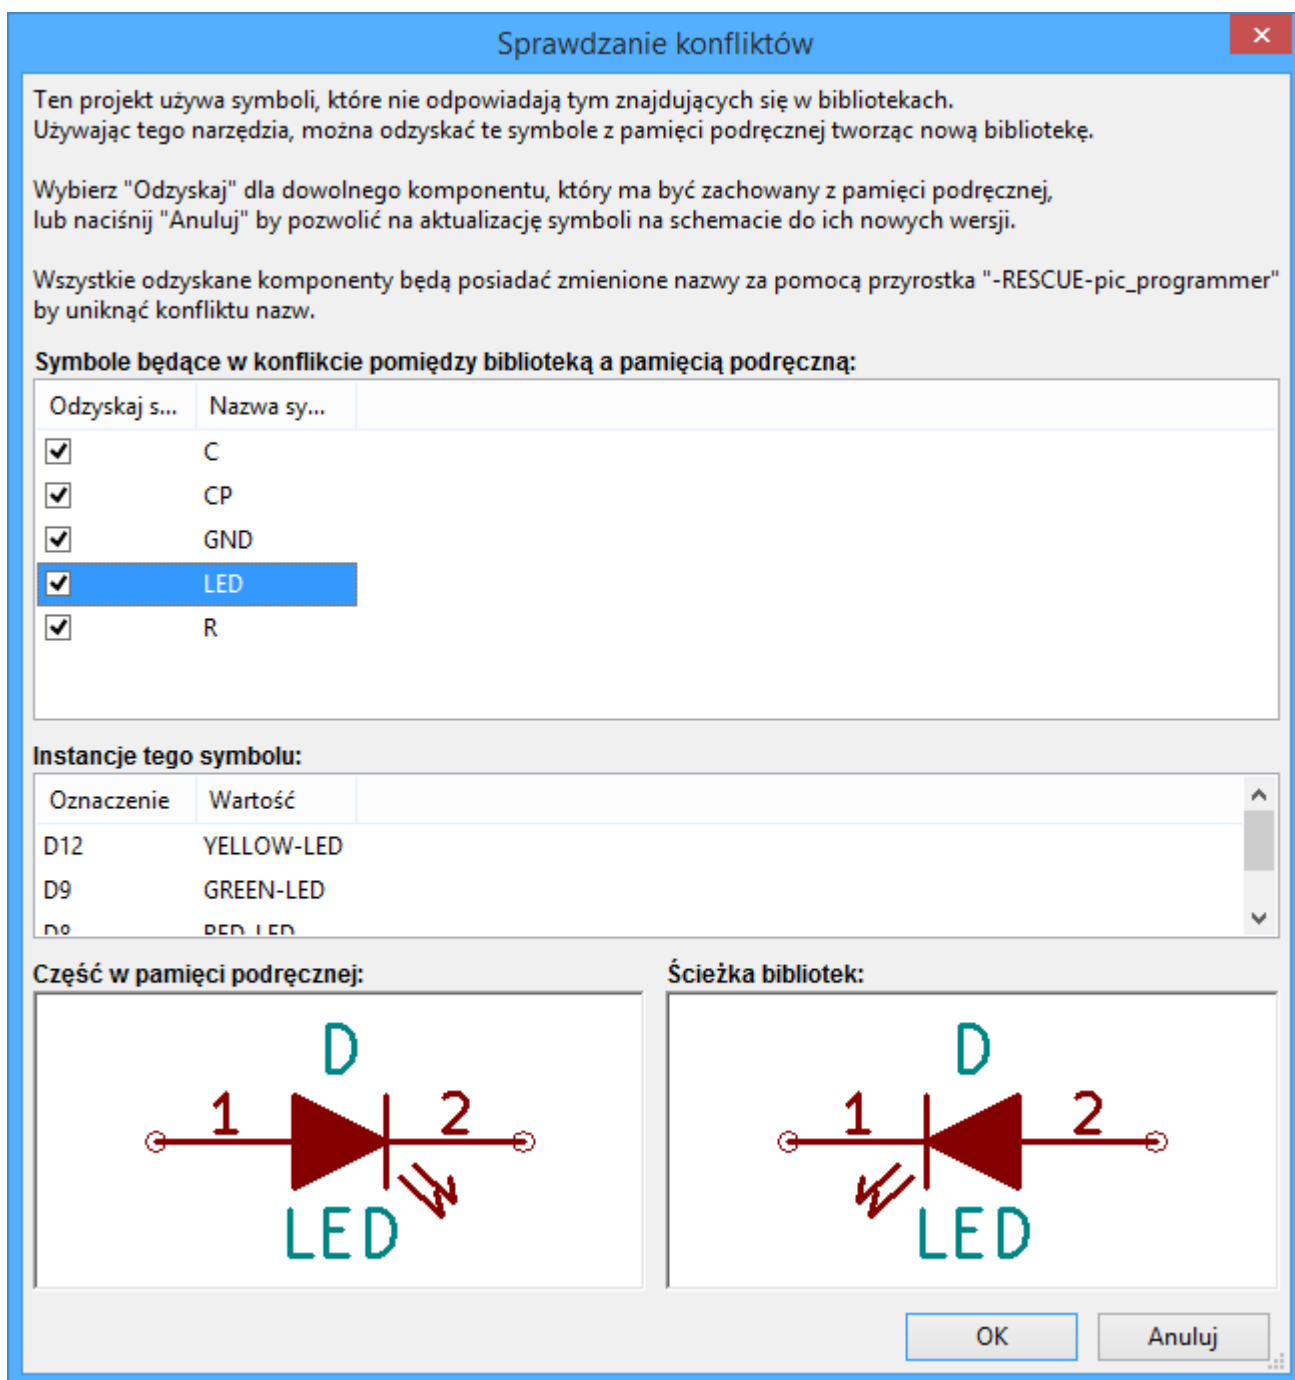 Sprawdzanie konfliktów
Ten projekt używa symboli, które nie odpowiadają tym znajdujących się w bibliotekach.
Używając tego narzędzia, można odzyskać te symbole z pamięci podręcznej tworząc nową bibliotekę.
Wybierz "Odzyskaj" dla dowolnego komponentu, który ma być zachowany z pamięci podręcznej,
lub naciśnij "Anuluj" by pozwolić na aktualizację symboli na schemacie do ich nowych wersji.
Wszystkie odzyskane komponenty będą posiadać zmienione nazwy za pomocą przyrostka "-RESCUE-pic_programmer"
by uniknąć konfliktu nazw.
Symbole będące w konflikcie pomiędzy biblioteką a pamięcią podręczną:
Odzyskaj s... Nazwa sy...
C
CP
GND
LED
R
Instancje tego symbolu:
Oznaczenie Wartość
D12 YELLOW-LED
D9 GREEN-LED
D8 RED-LED
Część w pamięci podręcznej: Ścieżka bibliotek:
D D
1 2 1 2
LED LED
OK Anuluj